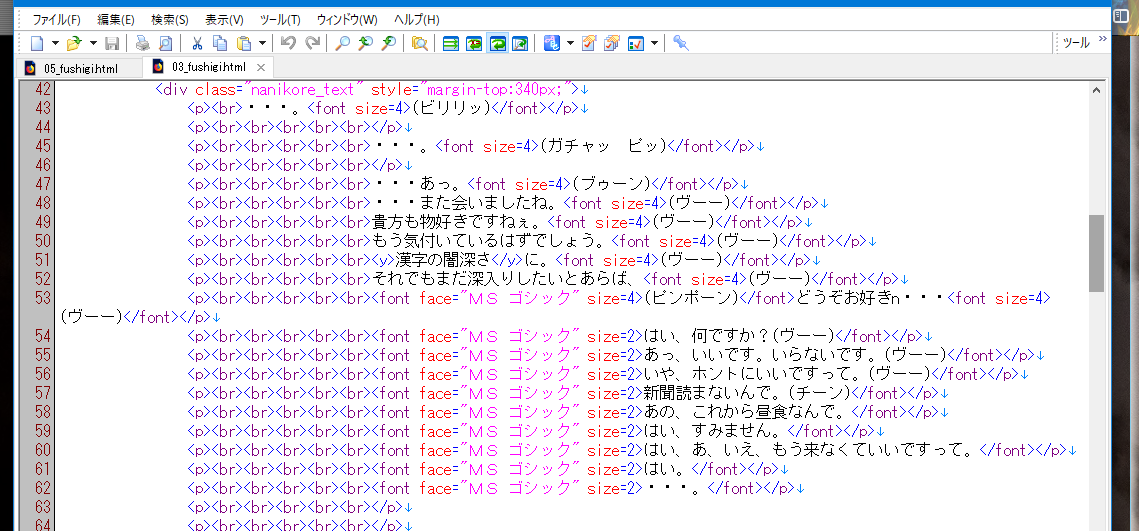 ファイル(F) 編集(E) 検索(S) 表示(V) ツール(T) ウィンドウ(W) ヘルプ(H)
ツール »
05_fushigi.html 03_fushigi.html
42 <div class="nanikore_text" style="margin-top:340px;">↓
43 <p><br>・・・。<font size=4>(ビリリッ)</font></p>↓
44 <p><br><br><br><br><br></p>↓
45 <p><br><br><br><br><br>・・・。<font size=4>(ガチャッ　ピッ)</font></p>↓
46 <p><br><br><br><br><br></p>↓
47 <p><br><br><br><br><br>・・・あっ。<font size=4>(ブゥーン)</font></p>↓
48 <p><br><br><br><br><br>・・・また会いましたね。<font size=4>(ヴーー)</font></p>↓
49 <p><br><br><br><br><br>貴方も物好きですねぇ。<font size=4>(ヴーー)</font></p>↓
50 <p><br><br><br><br><br>もう気付いているはずでしょう。<font size=4>(ヴーー)</font></p>↓
51 <p><br><br><br><br><br><y>漢字の闇深さ</y>に。<font size=4>(ヴーー)</font></p>↓
52 <p><br><br><br><br><br>それでもまだ深入りしたいとあらば、<font size=4>(ヴーー)</font></p>↓
53 <p><br><br><br><br><br><font face="ＭＳ ゴシック" size=4>(ピンポーン)</font>どうぞお好きn・・・<font size=4>
(ヴーー)</font></p>↓
54 <p><br><br><br><br><br><font face="ＭＳ ゴシック" size=2>はい、何ですか？(ヴーー)</font></p>↓
55 <p><br><br><br><br><br><font face="ＭＳ ゴシック" size=2>あっ、いいです。いらないです。(ヴーー)</font></p>↓
56 <p><br><br><br><br><br><font face="ＭＳ ゴシック" size=2>いや、ホントにいいですって。(ヴーー)</font></p>↓
57 <p><br><br><br><br><br><font face="ＭＳ ゴシック" size=2>新聞読まないんで。(チーン)</font></p>↓
58 <p><br><br><br><br><br><font face="ＭＳ ゴシック" size=2>あの、これから昼食なんで。</font></p>↓
59 <p><br><br><br><br><br><font face="ＭＳ ゴシック" size=2>はい、すみません。</font></p>↓
60 <p><br><br><br><br><br><font face="ＭＳ ゴシック" size=2>はい、あ、いえ、もう来なくていいですって。</font></p>↓
61 <p><br><br><br><br><br><font face="ＭＳ ゴシック" size=2>はい。</font></p>↓
62 <p><br><br><br><br><br><font face="ＭＳ ゴシック" size=2>・・・。</font></p>↓
63 <p><br><br><br><br><br></p>↓
64 <p><br><br><br><br><br></p>↓